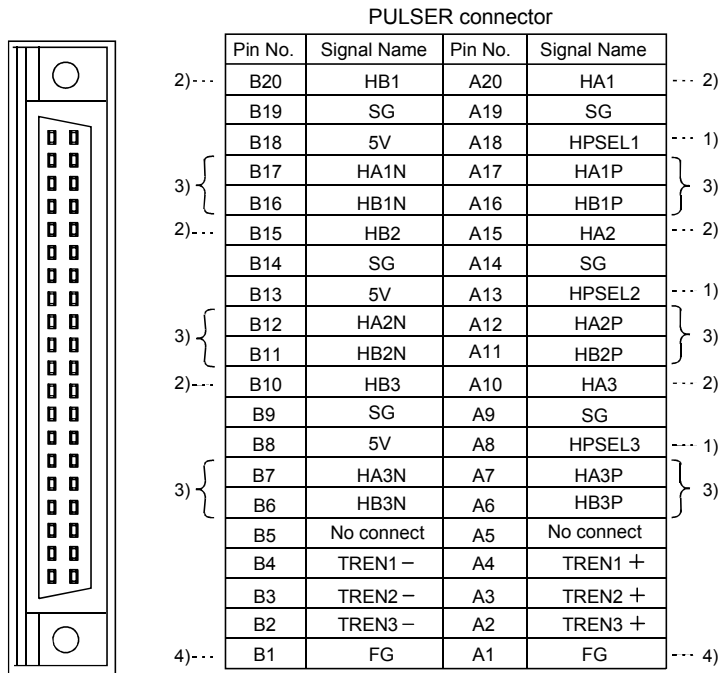 PULSER connector
Pin No. Signal Name Pin No. Signal Name
2) B20 HB1 A20 HA1 2)
B19 SG A19 SG
B18 5V A18 HPSEL1 1)
B17 HA1N A17 HA1P
3) 3)
B16 HB1N A16 HB1P
2) B15 HB2 A15 HA2 2)
B14 SG A14 SG
B13 5V A13 HPSEL2 1)
B12 HA2N A12 HA2P
3) 3)
B11 HB2N A11 HB2P
2) B10 HB3 A10 HA3 2)
B9 SG A9 SG
B8 5V A8 HPSEL3 1)
B7 HA3N A7 HA3P
3) 3)
B6 HB3N A6 HB3P
B5 No connect A5 No connect
B4 TREN1 − A4 TREN1 +
B3 TREN2 − A3 TREN2 +
B2 TREN3 − A2 TREN3 +
4) B1 FG A1 FG 4)